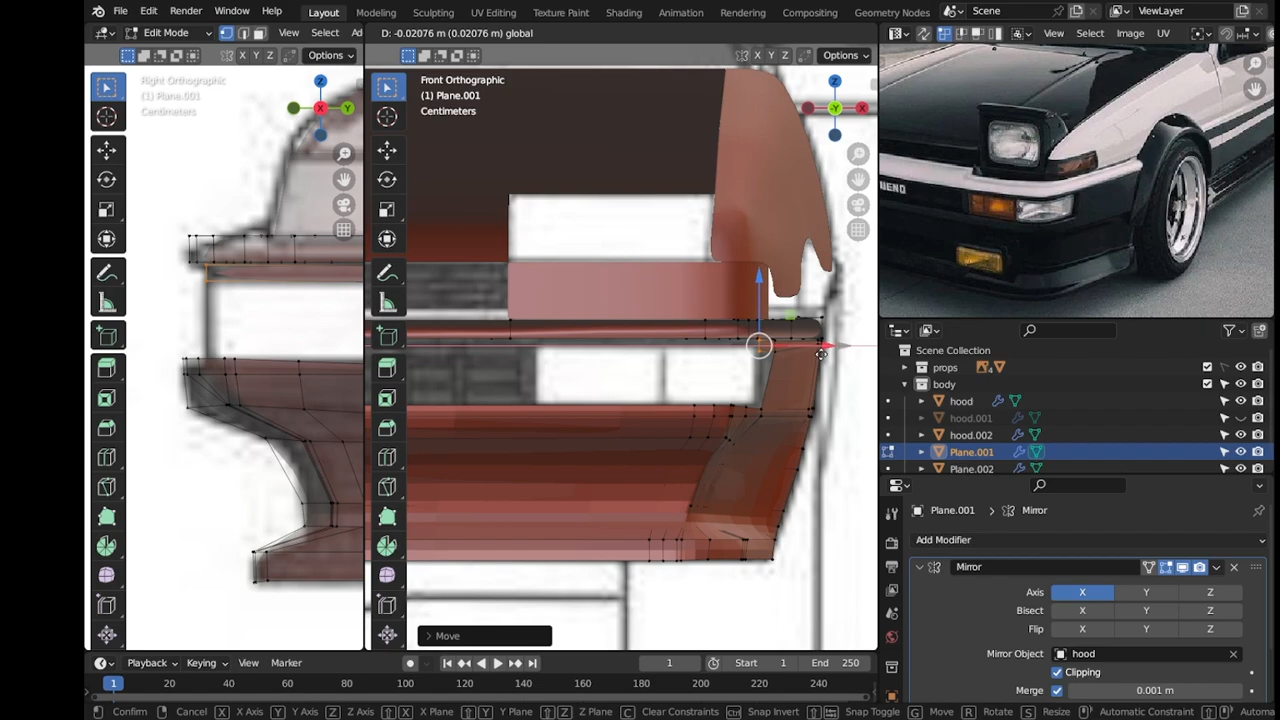 File Edit Render Window Help Layout Modeling Sculpting UV Editing Texture Paint Shading Animation Rendering Compositing Geometry Nodes Scene ViewLayer
Edit Mode View Select Ad D: -0.02076 m (0.02076 m) global View Select Image UV
X Y Z Options X Y Z Options
Right Orthographic
(1) Plane.001
Centimeters
Z
X
Y
Front Orthographic
(1) Plane.001
Centimeters
Z
-Y
X
UENO
Scene Collection
props 4
body
hood
hood.001
hood.002
Plane.001
Plane.002
Plane.001 > Mirror
Add Modifier
Mirror
Axis X Y Z
Bisect X Y Z
Flip X Y Z
Mirror Object hood
Clipping
Merge 0.001 m
> Move
Playback Keying View Marker 1 Start 1 End 250
1 20 40 60 80 100 120 140 160 180 200 220 240
Confirm Cancel X X Axis Y Y Axis Z Z Axis X X Plane Y Y Plane Z Z Plane C Clear Constraints Ctrl Snap Invert Snap Toggle G Move R Rotate S Resize Automatic Constraint Automa